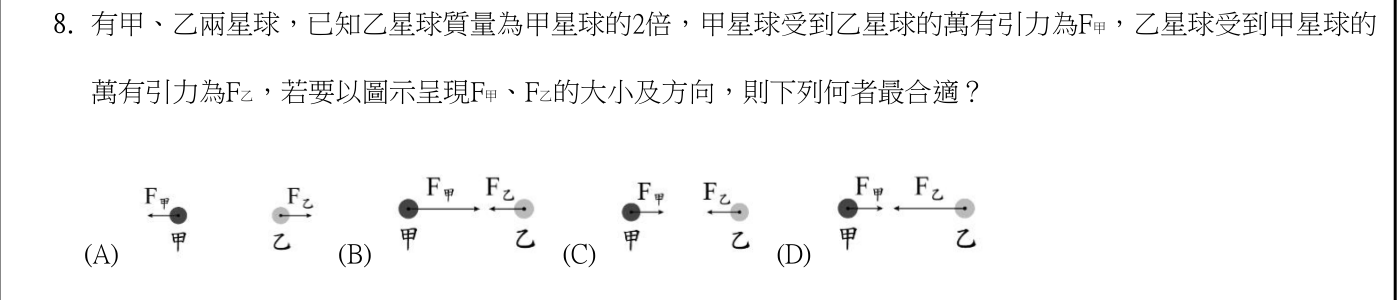 8. 有甲、乙兩星球，已知乙星球質量為甲星球的2倍，甲星球受到乙星球的萬有引力為F甲，乙星球受到甲星球的
萬有引力為F乙，若要以圖示呈現F甲、F乙的大小及方向，則下列何者最合適？
F甲 F乙 F甲 F乙 F甲 F乙 F甲 F乙
甲 乙 甲 乙 甲 乙 甲 乙
(A) (B) (C) (D)